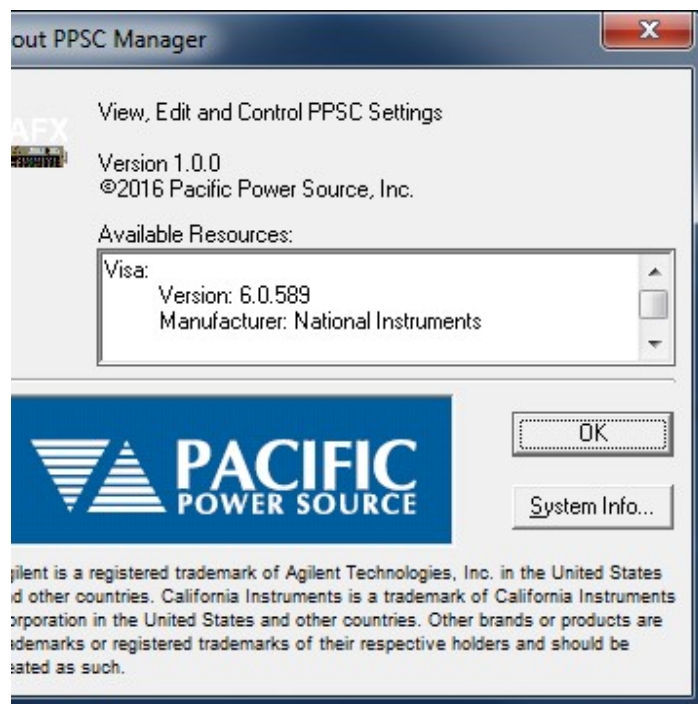 out PPSC Manager
AFX
View, Edit and Control PPSC Settings
Version 1.0.0
©2016 Pacific Power Source, Inc.
Available Resources:
Visa:
Version: 6.0.589
Manufacturer: National Instruments
PACIFIC
POWER SOURCE
OK
System Info...
gilent is a registered trademark of Agilent Technologies, Inc. in the United States
d other countries. California Instruments is a trademark of California Instruments
orporation in the United States and other countries. Other brands or products are
ademarks or registered trademarks of their respective holders and should be
eated as such.